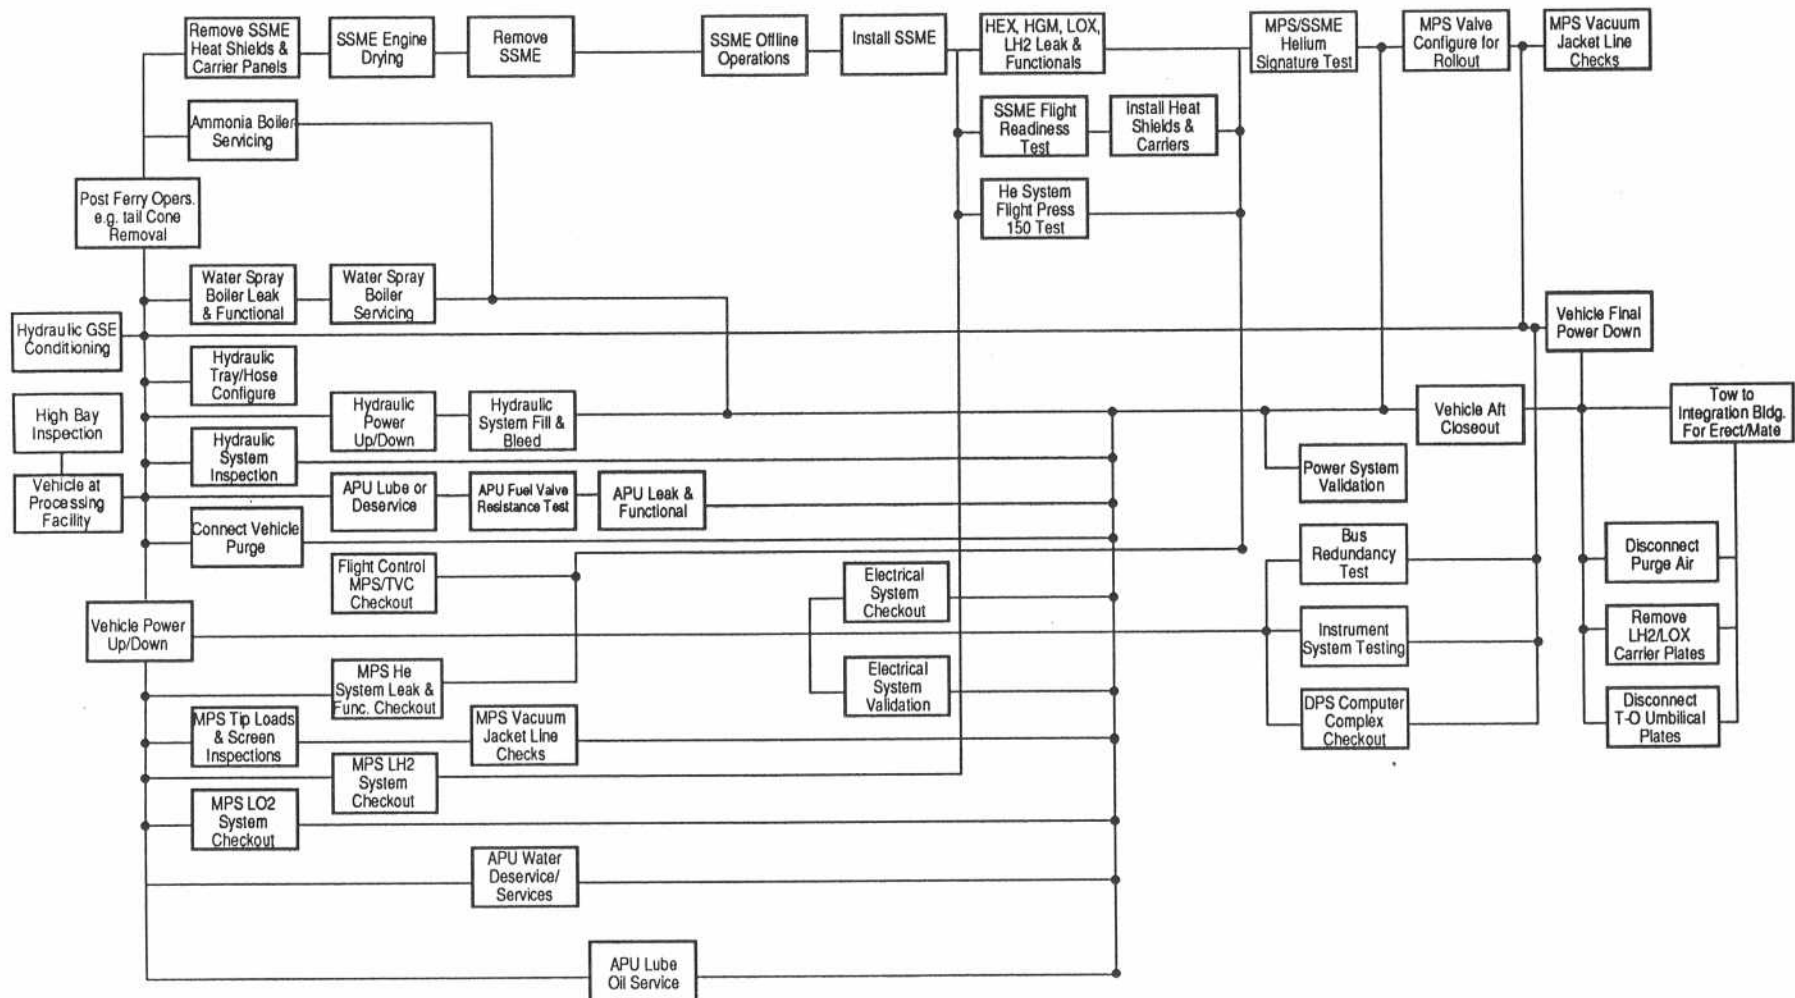 Remove SSME
Heat Shields &
Carrier Panels
SSME Engine
Drying
Remove
SSME
SSME Offline
Operations
Install SSME
HEX, HGM, LOX,
LH2 Leak &
Functionals
MPS/SSME
Helium
Signature Test
MPS Valve
Configure for
Rollout
MPS Vacuum
Jacket Line
Checks
Ammonia Boiler
Servicing
SSME Flight
Readiness
Test
Install Heat
Shields &
Carriers
Post Ferry Opers.
e.g. tail Cone
Removal
He System
Flight Press
150 Test
Water Spray
Boiler Leak
& Functional
Water Spray
Boiler
Servicing
Hydraulic GSE
Conditioning
Vehicle Final
Power Down
Hydraulic
Tray/Hose
Configure
High Bay
Inspection
Hydraulic
Power
Up/Down
Hydraulic
System Fill &
Bleed
Vehicle Aft
Closeout
Tow to
Integration Bldg.
For Erect/Mate
Hydraulic
System
Inspection
Power System
Validation
Vehicle at
Processing
Facility
APU Lube or
Deservice
APU Fuel Valve
Resistance Test
APU Leak &
Functional
Connect Vehicle
Purge
Bus
Redundancy
Test
Disconnect
Purge Air
Flight Control
MPS/TVC
Checkout
Electrical
System
Checkout
Vehicle Power
Up/Down
Instrument
System Testing
Remove
LH2/LOX
Carrier Plates
MPS He
System Leak &
Func. Checkout
Electrical
System
Validation
MPS Tip Loads
& Screen
Inspections
MPS Vacuum
Jacket Line
Checks
DPS Computer
Complex
Checkout
Disconnect
T-O Umbilical
Plates
MPS LH2
System
Checkout
MPS LO2
System
Checkout
APU Water
Deservice/
Services
APU Lube
Oil Service